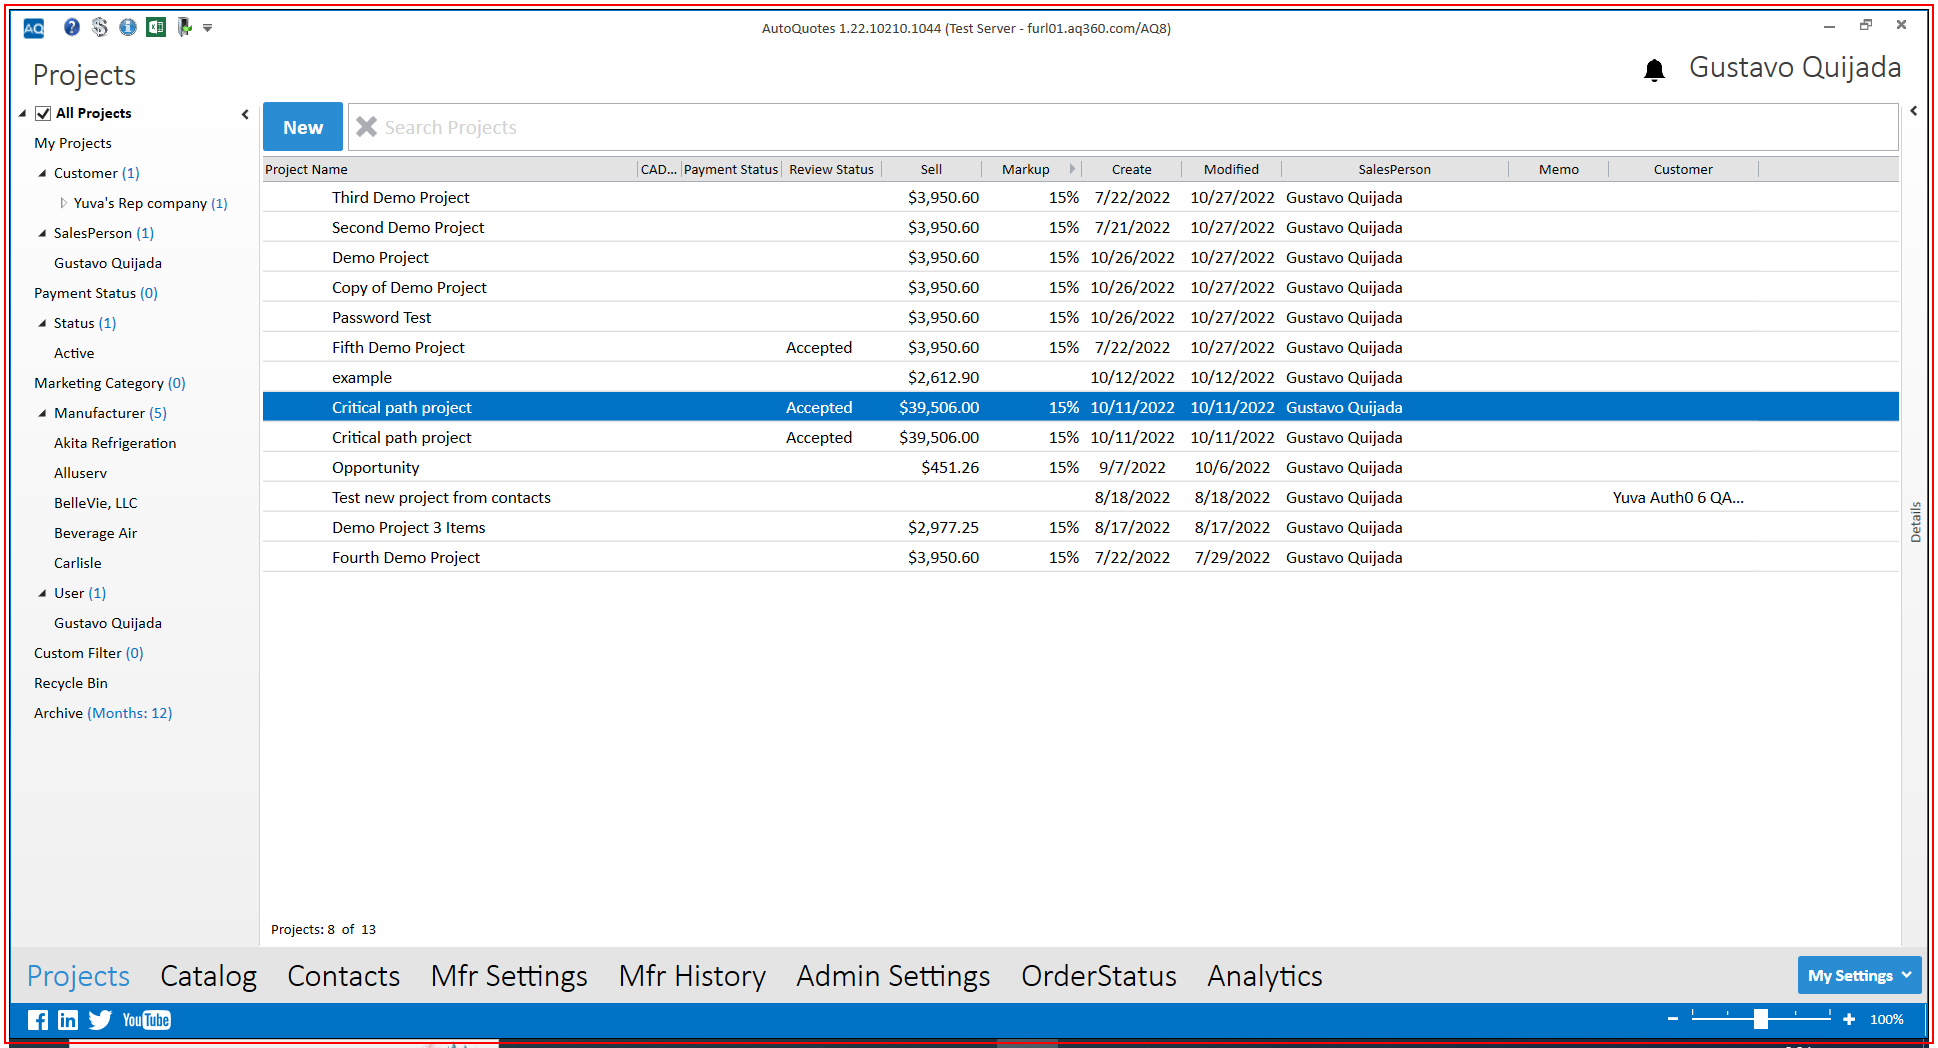 AQ
AutoQuotes 1.22.10210.1044 (Test Server - furl01.aq360.com/AQ8)
Projects
Gustavo Quijada
All Projects
My Projects
Customer (1)
Yuva's Rep company (1)
SalesPerson (1)
Gustavo Quijada
Payment Status (0)
Status (1)
Active
Marketing Category (0)
Manufacturer (5)
Akita Refrigeration
Alluserv
BelleVie, LLC
Beverage Air
Carlisle
User (1)
Gustavo Quijada
Custom Filter (0)
Recycle Bin
Archive (Months: 12)
New Search Projects
Project Name CAD... Payment Status Review Status Sell Markup Create Modified SalesPerson Memo Customer
Third Demo Project $3,950.60 15% 7/22/2022 10/27/2022 Gustavo Quijada
Second Demo Project $3,950.60 15% 7/21/2022 10/27/2022 Gustavo Quijada
Demo Project $3,950.60 15% 10/26/2022 10/27/2022 Gustavo Quijada
Copy of Demo Project $3,950.60 15% 10/26/2022 10/27/2022 Gustavo Quijada
Password Test $3,950.60 15% 10/26/2022 10/27/2022 Gustavo Quijada
Fifth Demo Project Accepted $3,950.60 15% 7/22/2022 10/27/2022 Gustavo Quijada
example $2,612.90 10/12/2022 10/12/2022 Gustavo Quijada
Critical path project Accepted $39,506.00 15% 10/11/2022 10/11/2022 Gustavo Quijada
Critical path project Accepted $39,506.00 15% 10/11/2022 10/11/2022 Gustavo Quijada
Opportunity $451.26 15% 9/7/2022 10/6/2022 Gustavo Quijada
Test new project from contacts 8/18/2022 8/18/2022 Gustavo Quijada Yuva Auth0 6 QA...
Demo Project 3 Items $2,977.25 15% 8/17/2022 8/17/2022 Gustavo Quijada
Fourth Demo Project $3,950.60 15% 7/22/2022 7/29/2022 Gustavo Quijada
Details
Projects: 8 of 13
Projects Catalog Contacts Mfr Settings Mfr History Admin Settings OrderStatus Analytics My Settings
YouTube 100%